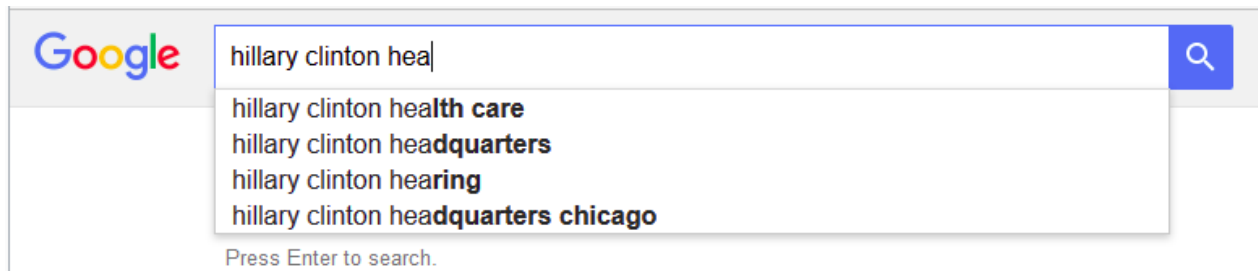 Google
hillary clinton hea
hillary clinton health care
hillary clinton headquarters
hillary clinton hearing
hillary clinton headquarters chicago
Press Enter to search.